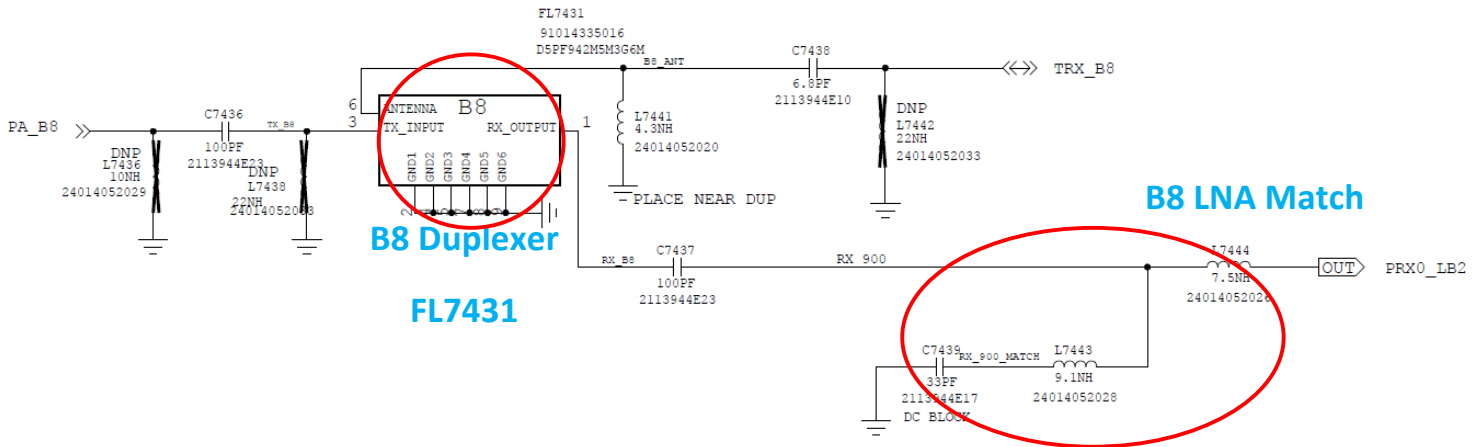 FL7431
91014335016
D5PF942M5M3G6M
B8_ANT
C7438
6.8PF
2113944E10
TRX_B8
6
ANTENNA
B8
PA_B8
C7436
100PF
2113944E23
TX_B8
3
TX_INPUT
RX_OUTPUT
1
L7441
4.3NH
24014052020
DNP
L7442
22NH
24014052033
DNP
L7436
10NH
24014052029
DNP
L7438
22NH
GND1
GND2
GND3
GND4
GND5
GND6
2
PLACE NEAR DUP
B8 LNA Match
B8 Duplexer
FL7431
RX_B8
C7437
100PF
2113944E23
RX 900
L7444
7.5NH
24014052026
OUT
PRX0_LB2
C7439
33PF
2113944E17
DC BLOCK
RX_900_MATCH
L7443
9.1NH
24014052028